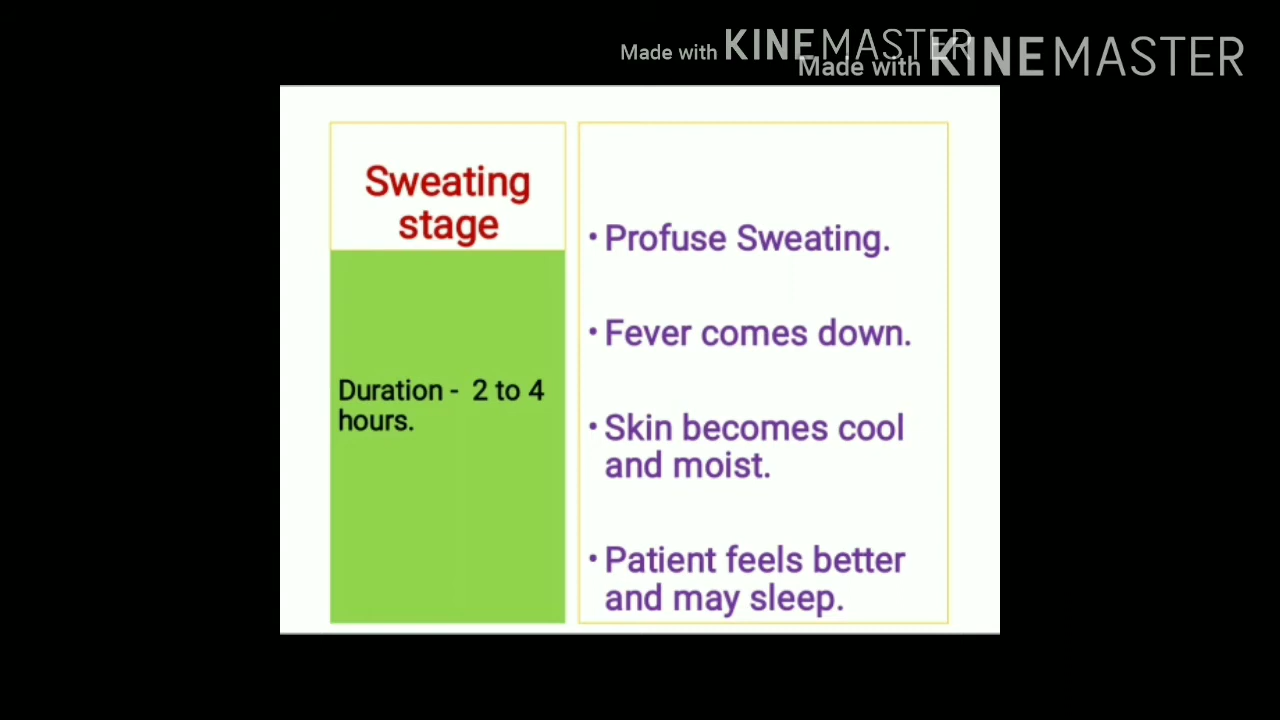 Made with KINEMASTER
Made with KINEMASTER
Sweating
stage
Duration - 2 to 4
hours.
• Profuse Sweating.
• Fever comes down.
• Skin becomes cool
and moist.
• Patient feels better
and may sleep.